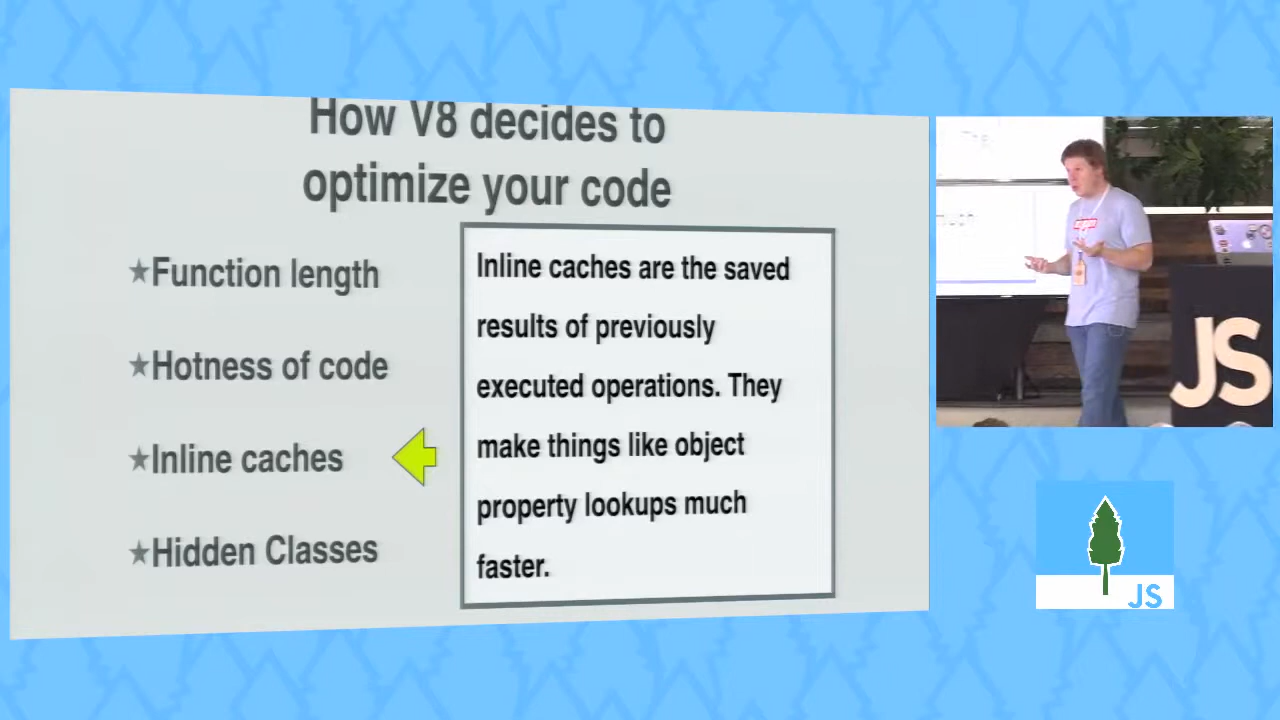 How V8 decides to
optimize your code
★Function length
★Hotness of code
★Inline caches
★Hidden Classes
Inline caches are the saved
results of previously
executed operations. They
make things like object
property lookups much
faster.
JS
JS